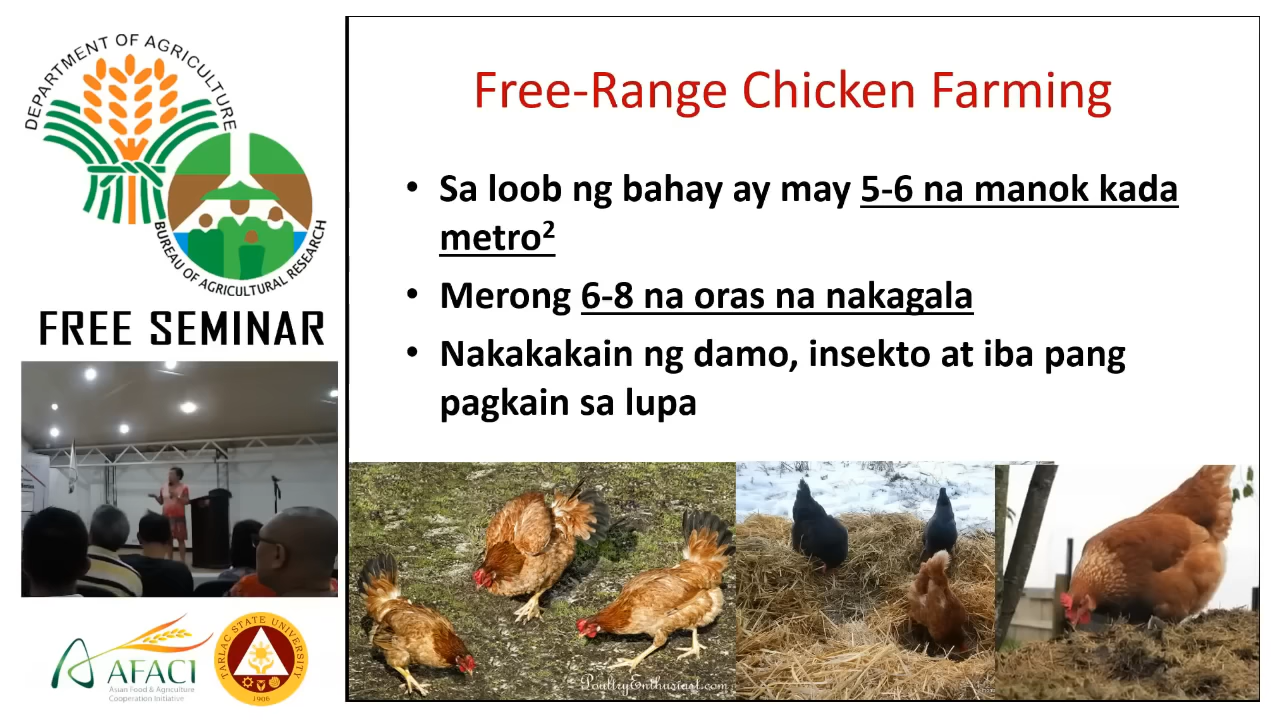 DEPARTMENT OF AGRICULTURE
BUREAU OF AGRICULTURAL RESEARCH
FREE SEMINAR
AFACI
Asian Food & Agriculture
Cooperation Initiative
TARLAC STATE UNIVERSITY
1906
Free-Range Chicken Farming
• Sa loob ng bahay ay may 5-6 na manok kada
metro²
• Merong 6-8 na oras na nakagala
• Nakakakain ng damo, insekto at iba pang
pagkain sa lupa
PoultryEnthusiast.com